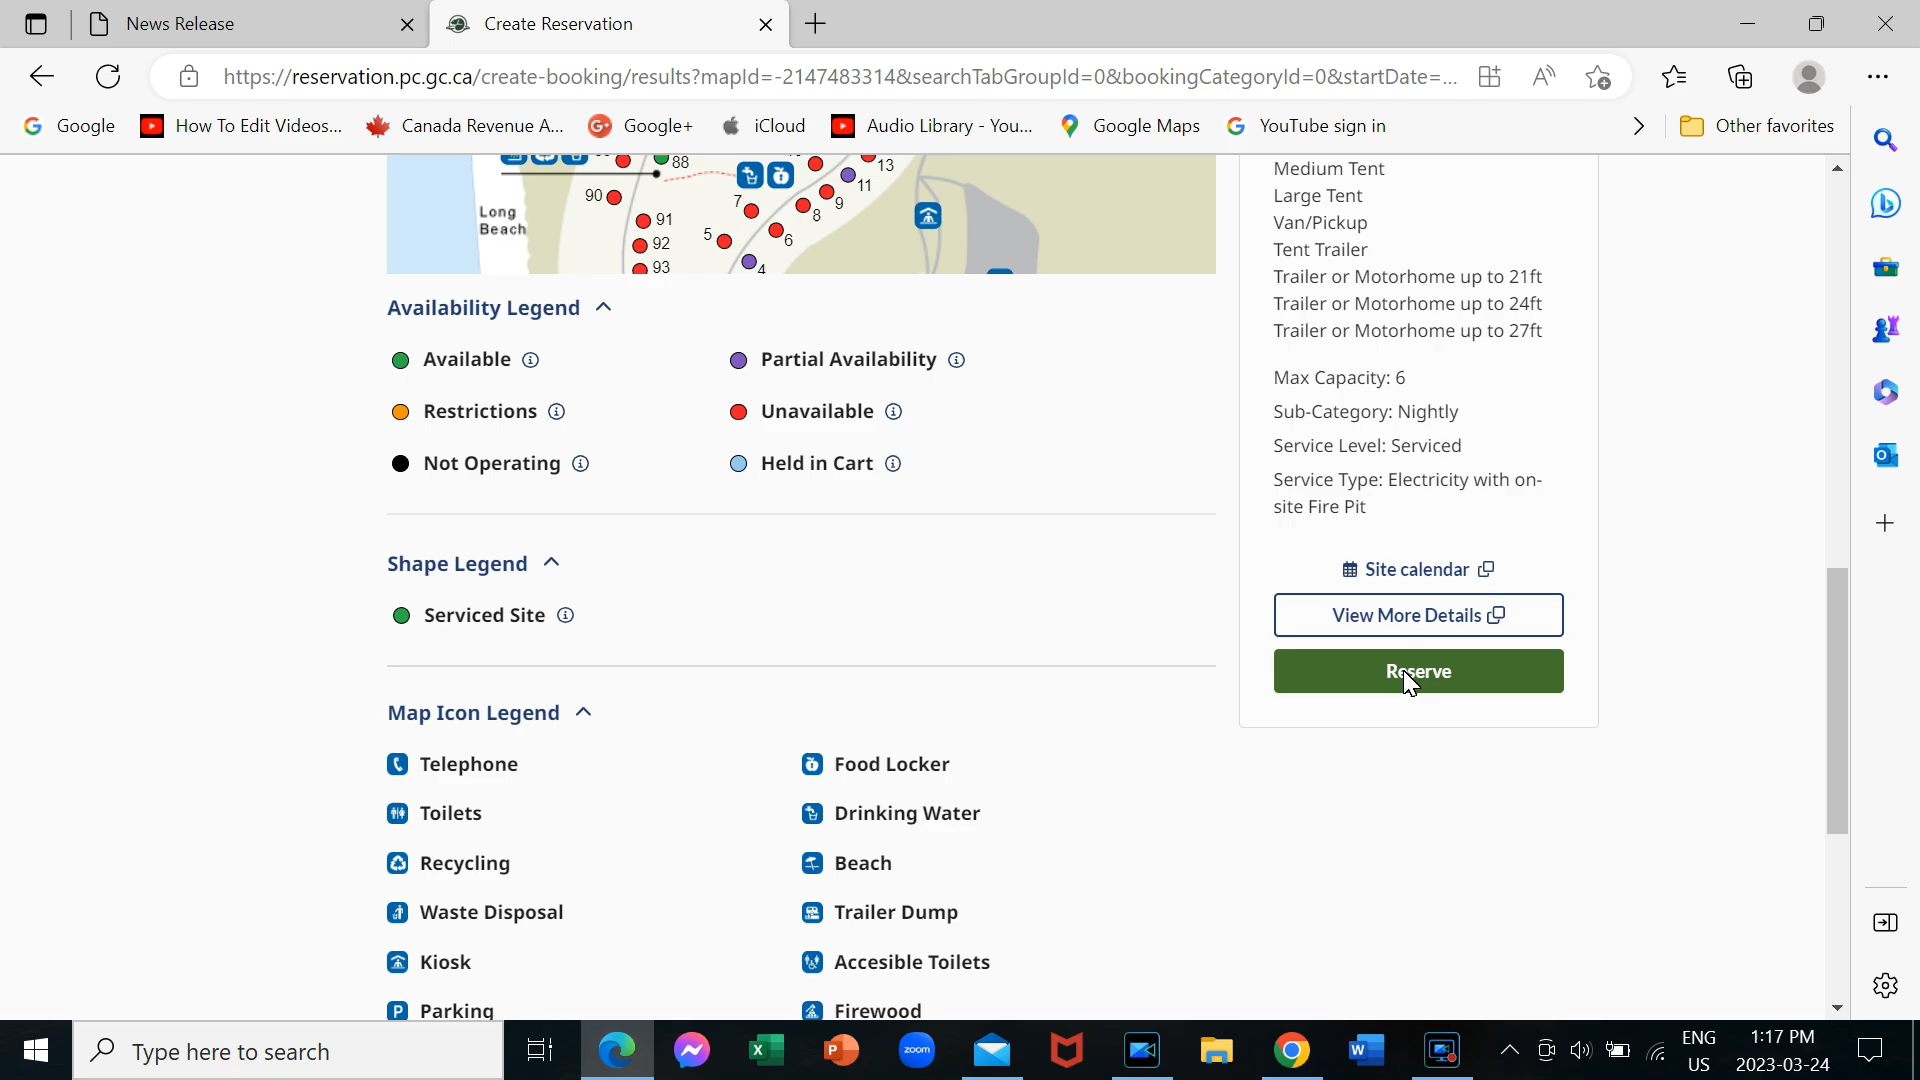 News Release
Create Reservation
https://reservation.pc.gc.ca/create-booking/results?mapId=-2147483314&searchTabGroupId=0&bookingCategoryId=0&startDate=...
Google
How To Edit Videos...
Canada Revenue A...
Google+
iCloud
Audio Library - You...
Google Maps
YouTube sign in
Other favorites
88
13
11
90
7
9
8
Long
Beach
91
5
6
92
4
93
Medium Tent
Large Tent
Van/Pickup
Tent Trailer
Trailer or Motorhome up to 21ft
Trailer or Motorhome up to 24ft
Trailer or Motorhome up to 27ft
Max Capacity: 6
Sub-Category: Nightly
Service Level: Serviced
Service Type: Electricity with on-
site Fire Pit
Site calendar
View More Details
Reserve
Availability Legend
Available
Partial Availability
Restrictions
Unavailable
Not Operating
Held in Cart
Shape Legend
Serviced Site
Map Icon Legend
Telephone
Food Locker
Toilets
Drinking Water
Recycling
Beach
Waste Disposal
Trailer Dump
Kiosk
Accesible Toilets
Parking
Firewood
Type here to search
zoom
ENG
US
1:17 PM
2023-03-24